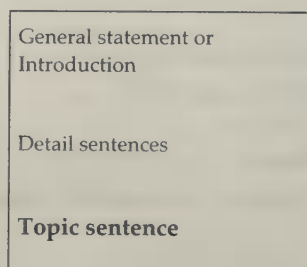 General statement or
Introduction
Detail sentences
Topic sentence